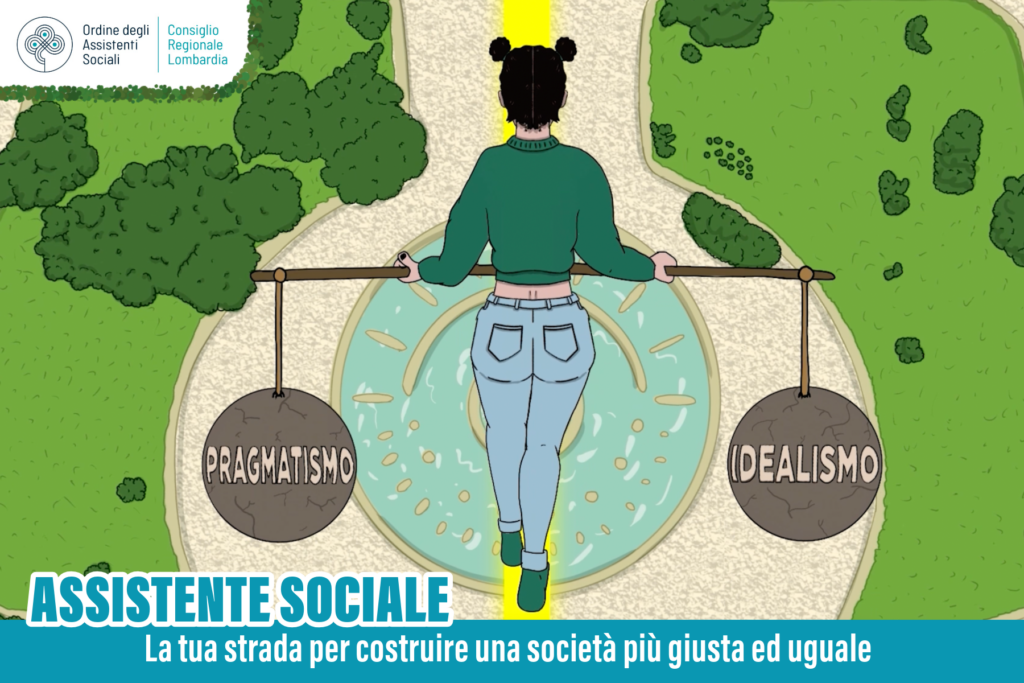 Ordine degli
Assistenti
Sociali
Consiglio
Regionale
Lombardia
PRAGMATISMO
IDEALISMO
ASSISTENTE SOCIALE
La tua strada per costruire una società più giusta ed uguale